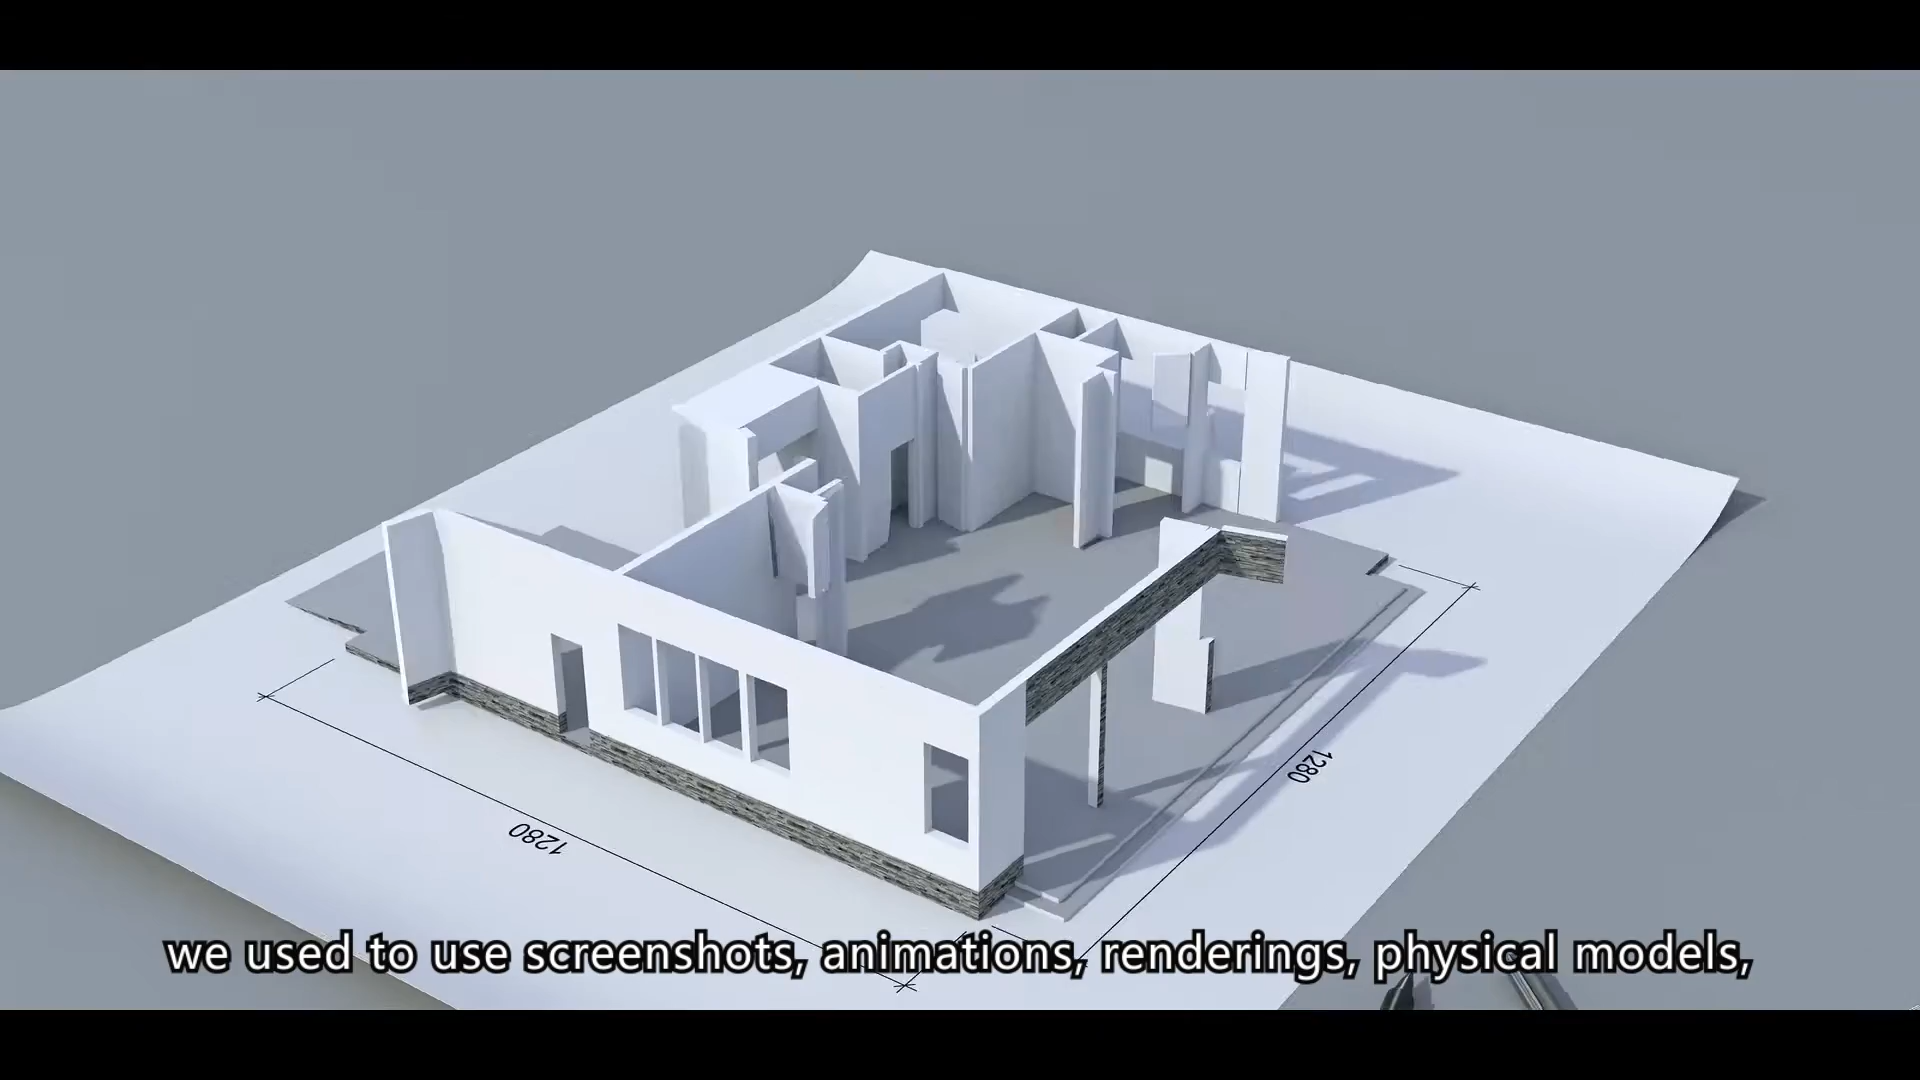 1280
1280
we used to use screenshots, animations, renderings, physical models,